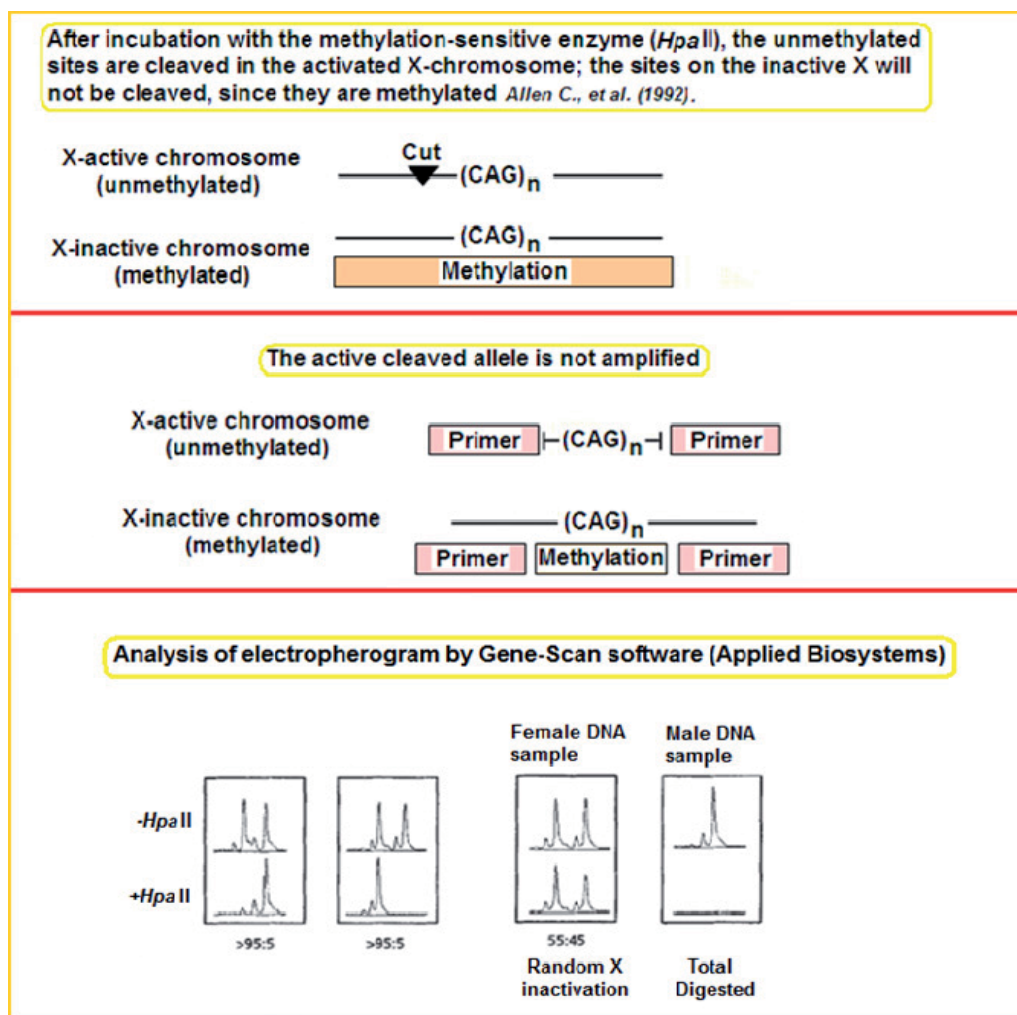 After incubation with the methylation-sensitive enzyme (HpaII), the unmethylated
sites are cleaved in the activated X-chromosome; the sites on the inactive X will
not be cleaved, since they are methylated Allen C., et al. (1992).
Cut
X-active chromosome
(unmethylated)
(CAG)n
X-inactive chromosome
(methylated)
(CAG)n
Methylation
The active cleaved allele is not amplified
X-active chromosome
(unmethylated)
Primer (CAG)n Primer
X-inactive chromosome
(methylated)
(CAG)n
Primer Methylation Primer
Analysis of electropherogram by Gene-Scan software (Applied Biosystems)
Female DNA
sample
Male DNA
sample
-HpaII
+HpaII
>95:5 >95:5 55:45
Random X
inactivation
Total
Digested